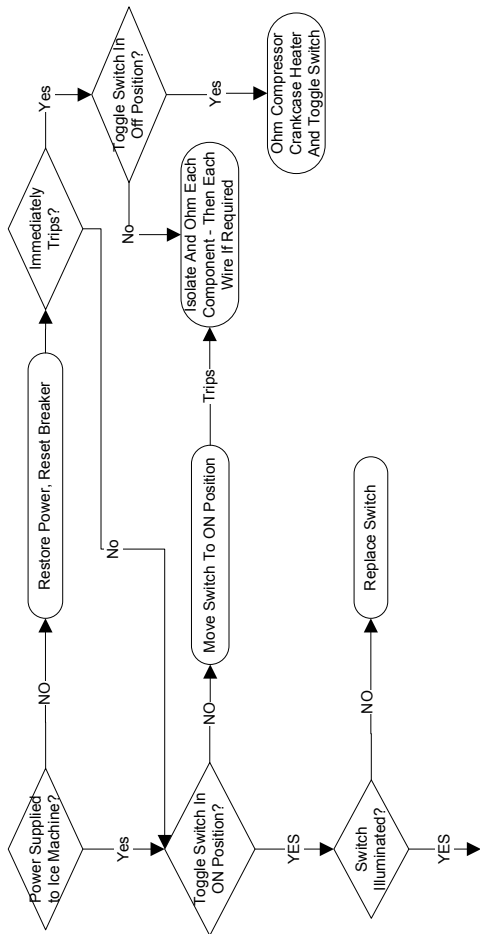 Power Supplied
to Ice Machine?
NO
Restore Power, Reset Breaker
Immediately
Trips?
Yes
Toggle Switch In
Off Position?
Yes
Ohm Compressor
Crankcase Heater
And Toggle Switch
No
Isolate And Ohm Each
Component - Then Each
Wire If Required
No
Yes
Toggle Switch In
ON Position?
NO
Move Switch To ON Position
Trips
YES
Switch
Illuminated?
NO
Replace Switch
YES